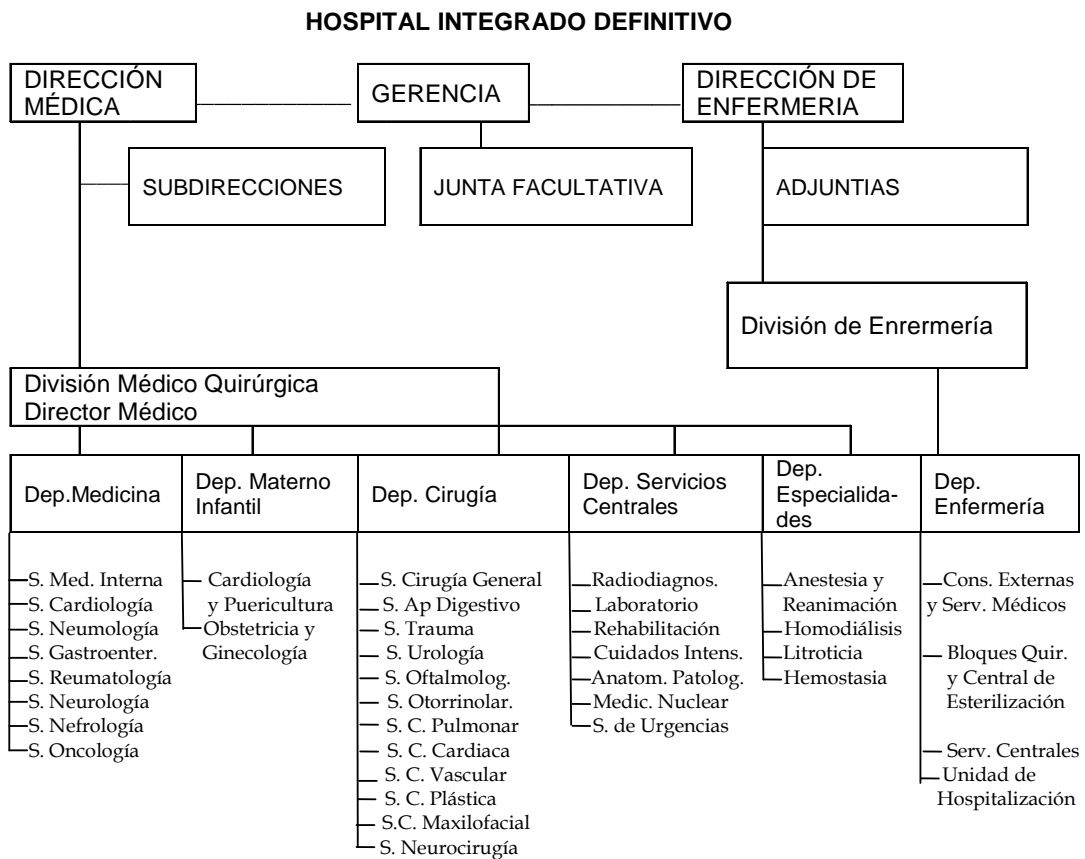 HOSPITAL INTEGRADO DEFINITIVO
DIRECCIÓN
MÉDICA
GERENCIA
DIRECCIÓN DE
ENFERMERIA
SUBDIRECCIONES
JUNTA FACULTATIVA
ADJUNTIAS
División de Enrermería
División Médico Quirúrgica
Director Médico
Dep.Medicina
Dep. Materno
Infantil
Dep. Cirugía
Dep. Servicios
Centrales
Dep.
Especialida-
des
Dep.
Enfermería
S. Med. Interna
S. Cardiología
S. Neumología
S. Gastroenter.
S. Reumatología
S. Neurología
S. Nefrología
S. Oncología
Cardiología
y Puericultura
Obstetricia y
Ginecología
S. Cirugía General
S. Ap Digestivo
S. Trauma
S. Urología
S. Oftalmolog.
S. Otorrinolar.
S. C. Pulmonar
S. C. Cardiaca
S. C. Vascular
S. C. Plástica
S.C. Maxilofacial
S. Neurocirugía
Radiodiagnos.
Laboratorio
Rehabilitación
Cuidados Intens.
Anatom. Patolog.
Medic. Nuclear
S. de Urgencias
Anestesia y
Reanimación
Homodiálisis
Litroticia
Hemostasia
Cons. Externas
y Serv. Médicos
Bloques Quir.
y Central de
Esterilización
Serv. Centrales
Unidad de
Hospitalización